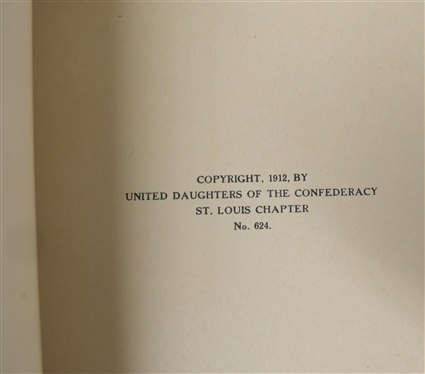 COPYRIGHT, 1912, BY
UNITED DAUGHTERS OF THE CONFEDERACY
ST. LOUIS CHAPTER
No. 624.